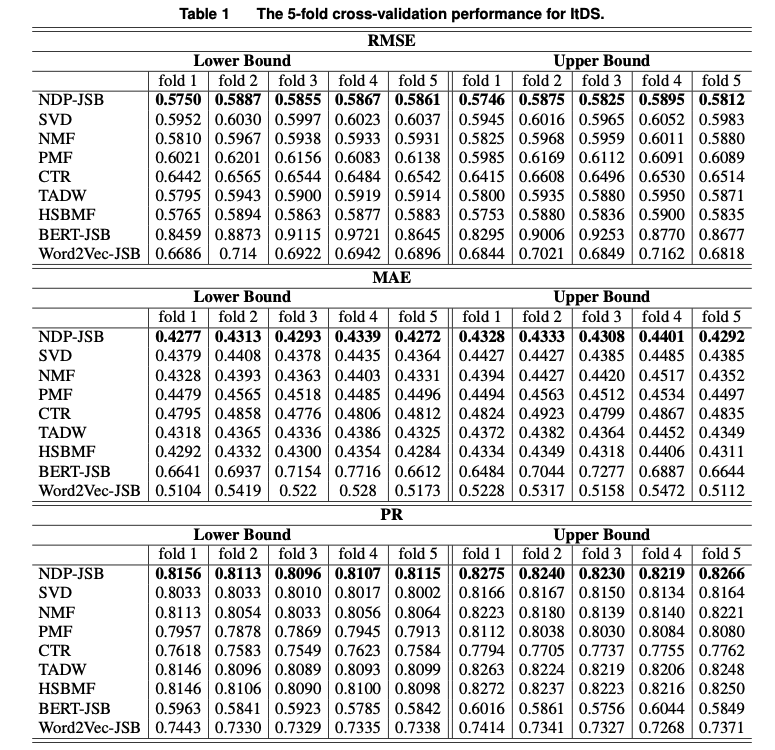 Table 1 The 5-fold cross-validation performance for ItDS.
RMSE
Lower Bound Upper Bound
fold 1 fold 2 fold 3 fold 4 fold 5 fold 1 fold 2 fold 3 fold 4 fold 5
NDP-JSB 0.5750 0.5887 0.5855 0.5867 0.5861 0.5746 0.5875 0.5825 0.5895 0.5812
SVD 0.5952 0.6030 0.5997 0.6023 0.6037 0.5945 0.6016 0.5965 0.6052 0.5983
NMF 0.5810 0.5967 0.5938 0.5933 0.5931 0.5825 0.5968 0.5959 0.6011 0.5880
PMF 0.6021 0.6201 0.6156 0.6083 0.6138 0.5985 0.6169 0.6112 0.6091 0.6089
CTR 0.6442 0.6565 0.6544 0.6484 0.6542 0.6415 0.6608 0.6496 0.6530 0.6514
TADW 0.5795 0.5943 0.5900 0.5919 0.5914 0.5800 0.5935 0.5880 0.5950 0.5871
HSBMF 0.5765 0.5894 0.5863 0.5877 0.5883 0.5753 0.5880 0.5836 0.5900 0.5835
BERT-JSB 0.8459 0.8873 0.9115 0.9721 0.8645 0.8295 0.9006 0.9253 0.8770 0.8677
Word2Vec-JSB 0.6686 0.714 0.6922 0.6942 0.6896 0.6844 0.7021 0.6849 0.7162 0.6818
MAE
Lower Bound Upper Bound
fold 1 fold 2 fold 3 fold 4 fold 5 fold 1 fold 2 fold 3 fold 4 fold 5
NDP-JSB 0.4277 0.4313 0.4293 0.4339 0.4272 0.4328 0.4333 0.4308 0.4401 0.4292
SVD 0.4379 0.4408 0.4378 0.4435 0.4364 0.4427 0.4427 0.4385 0.4485 0.4385
NMF 0.4328 0.4393 0.4363 0.4403 0.4331 0.4394 0.4427 0.4420 0.4517 0.4352
PMF 0.4479 0.4565 0.4518 0.4485 0.4496 0.4494 0.4563 0.4512 0.4534 0.4497
CTR 0.4795 0.4858 0.4776 0.4806 0.4812 0.4824 0.4923 0.4799 0.4867 0.4835
TADW 0.4318 0.4365 0.4336 0.4386 0.4325 0.4372 0.4382 0.4364 0.4452 0.4349
HSBMF 0.4292 0.4332 0.4300 0.4354 0.4284 0.4334 0.4349 0.4318 0.4406 0.4311
BERT-JSB 0.6641 0.6937 0.7154 0.7716 0.6612 0.6484 0.7044 0.7277 0.6887 0.6644
Word2Vec-JSB 0.5104 0.5419 0.522 0.528 0.5173 0.5228 0.5317 0.5158 0.5472 0.5112
PR
Lower Bound Upper Bound
fold 1 fold 2 fold 3 fold 4 fold 5 fold 1 fold 2 fold 3 fold 4 fold 5
NDP-JSB 0.8156 0.8113 0.8096 0.8107 0.8115 0.8275 0.8240 0.8230 0.8219 0.8266
SVD 0.8033 0.8033 0.8010 0.8017 0.8002 0.8166 0.8167 0.8150 0.8134 0.8164
NMF 0.8113 0.8054 0.8033 0.8056 0.8064 0.8223 0.8180 0.8139 0.8140 0.8221
PMF 0.7957 0.7878 0.7869 0.7945 0.7913 0.8112 0.8038 0.8030 0.8084 0.8080
CTR 0.7618 0.7583 0.7549 0.7623 0.7584 0.7794 0.7705 0.7737 0.7755 0.7762
TADW 0.8146 0.8096 0.8089 0.8093 0.8099 0.8263 0.8224 0.8219 0.8206 0.8248
HSBMF 0.8146 0.8106 0.8090 0.8100 0.8098 0.8272 0.8237 0.8223 0.8216 0.8250
BERT-JSB 0.5963 0.5841 0.5923 0.5785 0.5842 0.6016 0.5861 0.5756 0.6044 0.5849
Word2Vec-JSB 0.7443 0.7330 0.7329 0.7335 0.7338 0.7414 0.7341 0.7327 0.7268 0.7371